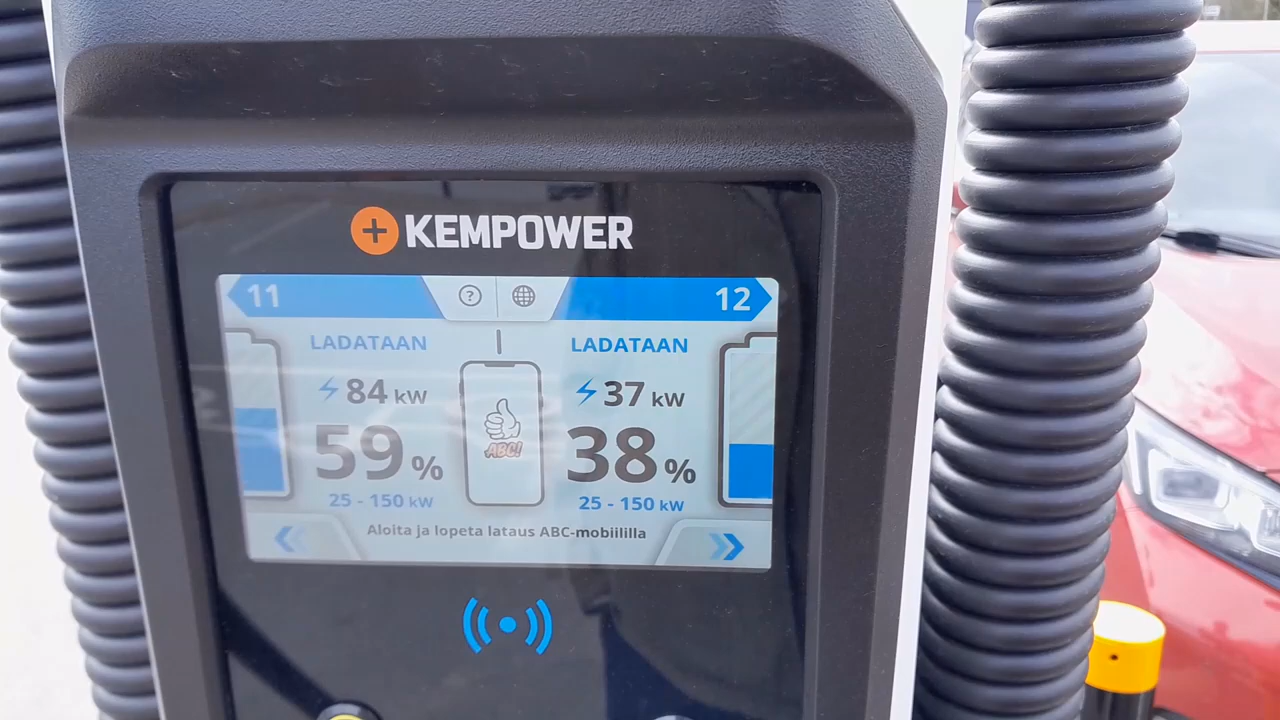 KEMPOWER
11
?
12
LADATAAN
84 kW
59 %
25 - 150 kW
ABC!
LADATAAN
37 kW
38 %
25 - 150 kW
Aloita ja lopeta lataus ABC-mobiililla